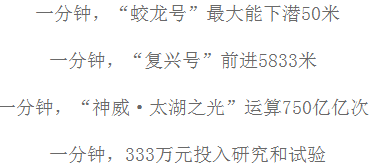 一分钟，“蛟龙号”最大能下潜50米
一分钟，“复兴号”前进5833米
一分钟，“神威·太湖之光”运算750亿亿次
一分钟，333万元投入研究和试验